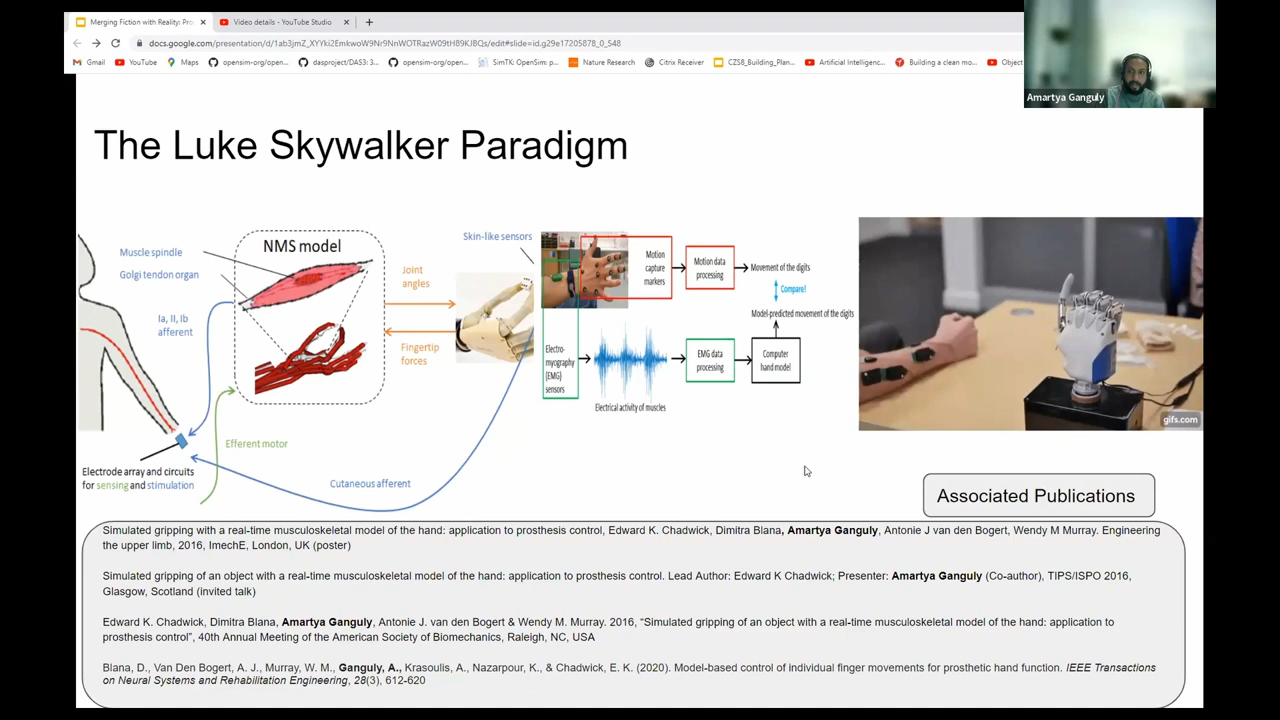 Merging Fiction with Reality: Pro
Video details - YouTube Studio
docs.google.com/presentation/d/1ab3jmZ_XYYki2EmkwoW9Nr9NnWOTRazW09tH89KJBQs/edit#slide=id.g29e17205878_0_548
Gmail
YouTube
Maps
opensim-org/open...
dasproject/DAS3: 3...
opensim-org/open...
SimTK: OpenSim: p...
Nature Research
Citrix Receiver
CZS8_Building_Plan...
Artificial Intelligenc...
Building a clean mo...
Object
Amartya Ganguly
The Luke Skywalker Paradigm
Muscle spindle
Golgi tendon organ
Ia, II, Ib
afferent
NMS model
Joint
angles
Fingertip
forces
Skin-like sensors
Efferent motor
Electrode array and circuits
for sensing and stimulation
Cutaneous afferent
Motion
capture
markers
Motion data
processing
Movement of the digits
Compare!
Model-predicted movement of the digits
Electro-
myography
(EMG)
sensors
EMG data
processing
Computer
hand model
Electrical activity of muscles
gifs.com
Associated Publications
Simulated gripping with a real-time musculoskeletal model of the hand: application to prosthesis control, Edward K. Chadwick, Dimitra Blana, Amartya Ganguly, Antonie J van den Bogert, Wendy M Murray. Engineering
the upper limb, 2016, ImechE, London, UK (poster)
Simulated gripping of an object with a real-time musculoskeletal model of the hand: application to prosthesis control. Lead Author: Edward K Chadwick; Presenter: Amartya Ganguly (Co-author), TIPS/ISPO 2016,
Glasgow, Scotland (invited talk)
Edward K. Chadwick, Dimitra Blana, Amartya Ganguly, Antonie J. van den Bogert & Wendy M. Murray. 2016, “Simulated gripping of an object with a real-time musculoskeletal model of the hand: application to
prosthesis control”, 40th Annual Meeting of the American Society of Biomechanics, Raleigh, NC, USA
Blana, D., Van Den Bogert, A. J., Murray, W. M., Ganguly, A., Krasoulis, A., Nazarpour, K., & Chadwick, E. K. (2020). Model-based control of individual finger movements for prosthetic hand function. IEEE Transactions
on Neural Systems and Rehabilitation Engineering, 28(3), 612-620